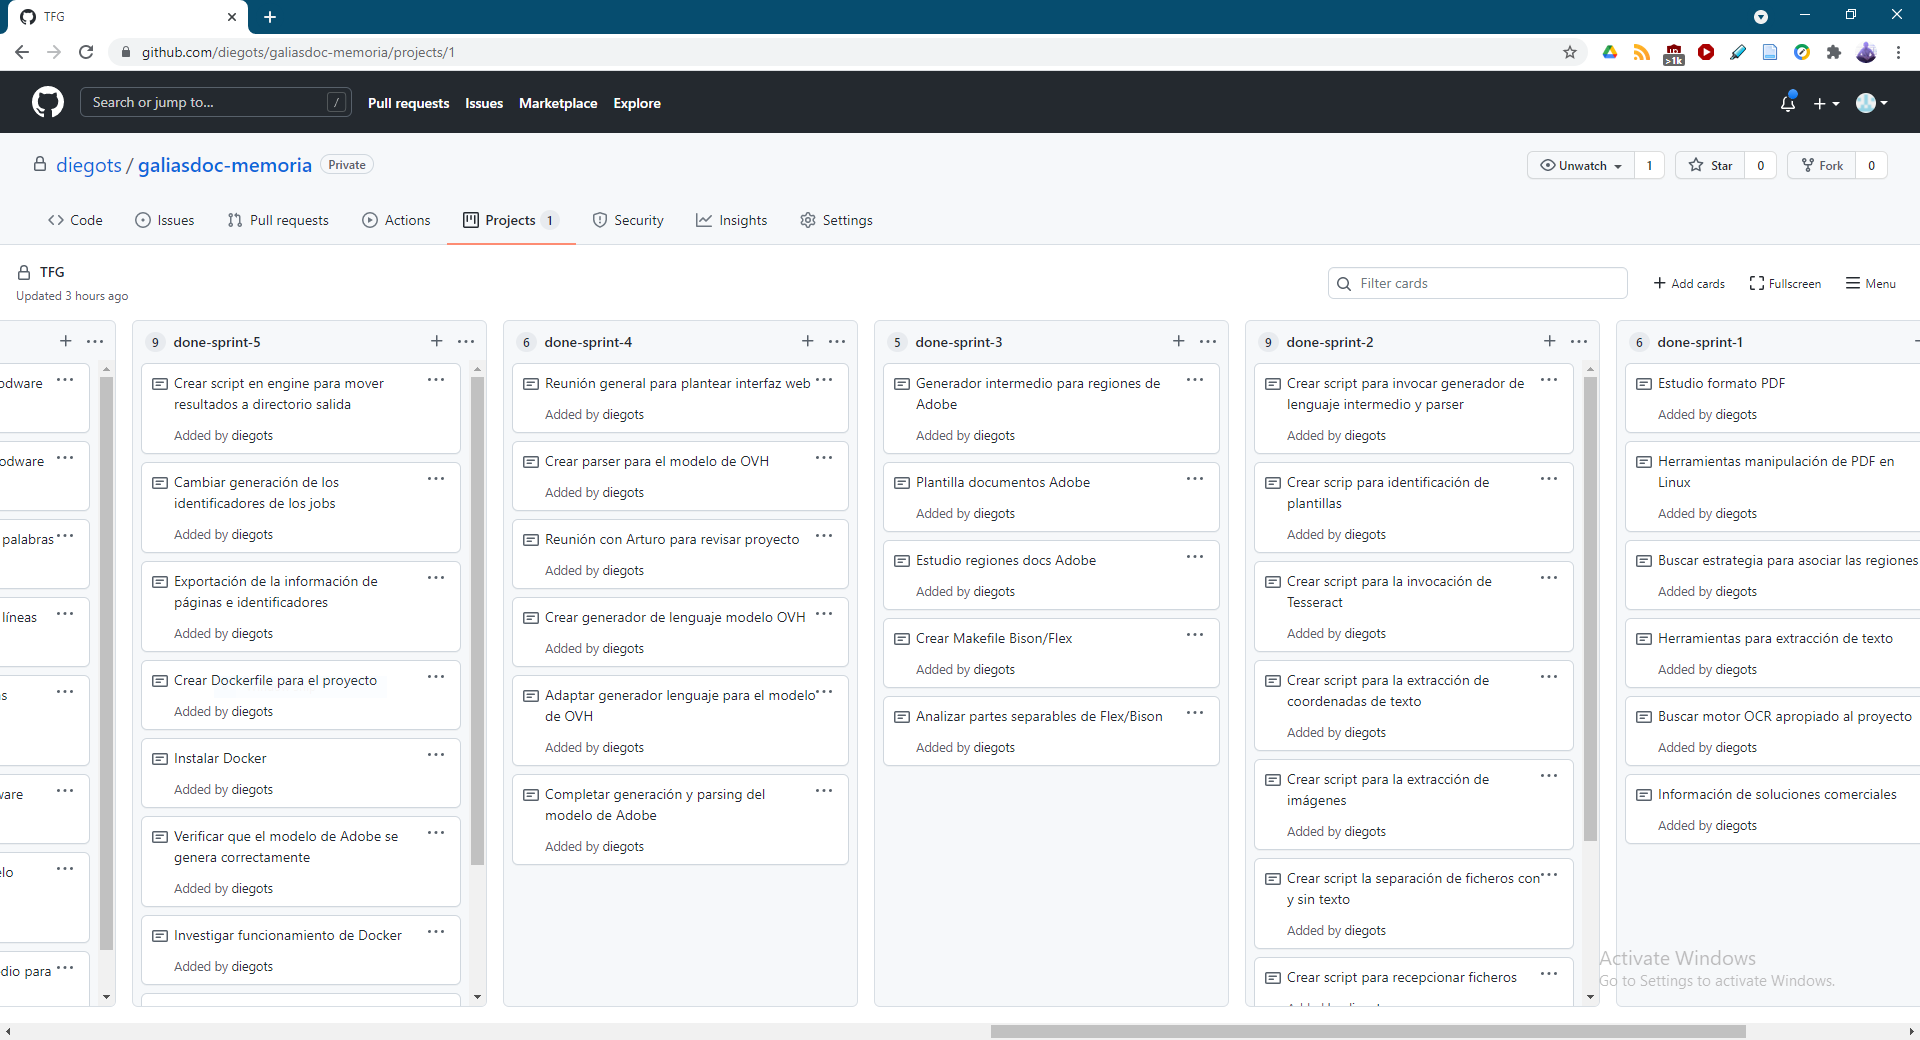 TFG
github.com/diegots/galiasdoc-memoria/projects/1
>1k
Search or jump to... /
Pull requests Issues Marketplace Explore
diegots / galiasdoc-memoria Private
Unwatch 1 Star 0 Fork 0
Code Issues Pull requests Actions Projects 1 Security Insights Settings
TFG
Updated 3 hours ago
Filter cards
Add cards Fullscreen Menu
odware
odware
palabras
líneas
s
ware
elo
dio para
9 done-sprint-5
Crear script en engine para mover
resultados a directorio salida
Added by diegots
Cambiar generación de los
identificadores de los jobs
Added by diegots
Exportación de la información de
páginas e identificadores
Added by diegots
Crear Dockerfile para el proyecto
Added by diegots
Instalar Docker
Added by diegots
Verificar que el modelo de Adobe se
genera correctamente
Added by diegots
Investigar funcionamiento de Docker
Added by diegots
6 done-sprint-4
Reunión general para plantear interfaz web
Added by diegots
Crear parser para el modelo de OVH
Added by diegots
Reunión con Arturo para revisar proyecto
Added by diegots
Crear generador de lenguaje modelo OVH
Added by diegots
Adaptar generador lenguaje para el modelo
de OVH
Added by diegots
Completar generación y parsing del
modelo de Adobe
Added by diegots
5 done-sprint-3
Generador intermedio para regiones de
Adobe
Added by diegots
Plantilla documentos Adobe
Added by diegots
Estudio regiones docs Adobe
Added by diegots
Crear Makefile Bison/Flex
Added by diegots
Analizar partes separables de Flex/Bison
Added by diegots
9 done-sprint-2
Crear script para invocar generador de
lenguaje intermedio y parser
Added by diegots
Crear scrip para identificación de
plantillas
Added by diegots
Crear script para la invocación de
Tesseract
Added by diegots
Crear script para la extracción de
coordenadas de texto
Added by diegots
Crear script para la extracción de
imágenes
Added by diegots
Crear script la separación de ficheros con
y sin texto
Added by diegots
Crear script para recepcionar ficheros
6 done-sprint-1
Estudio formato PDF
Added by diegots
Herramientas manipulación de PDF en
Linux
Added by diegots
Buscar estrategia para asociar las regiones
Added by diegots
Herramientas para extracción de texto
Added by diegots
Buscar motor OCR apropiado al proyecto
Added by diegots
Información de soluciones comerciales
Added by diegots
Activate Windows
Go to Settings to activate Windows.